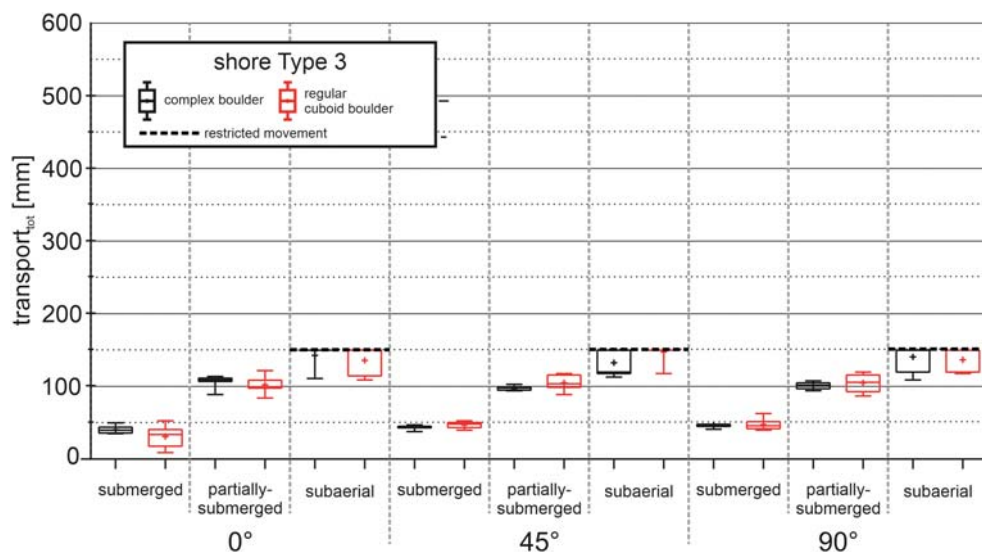 600
500
400
300
200
100
0
transport_tot [mm]
shore Type 3
complex boulder
regular
cuboid boulder
restricted movement
submerged
partially-
submerged
subaerial
submerged
partially-
submerged
subaerial
submerged
partially-
submerged
subaerial
0°
45°
90°